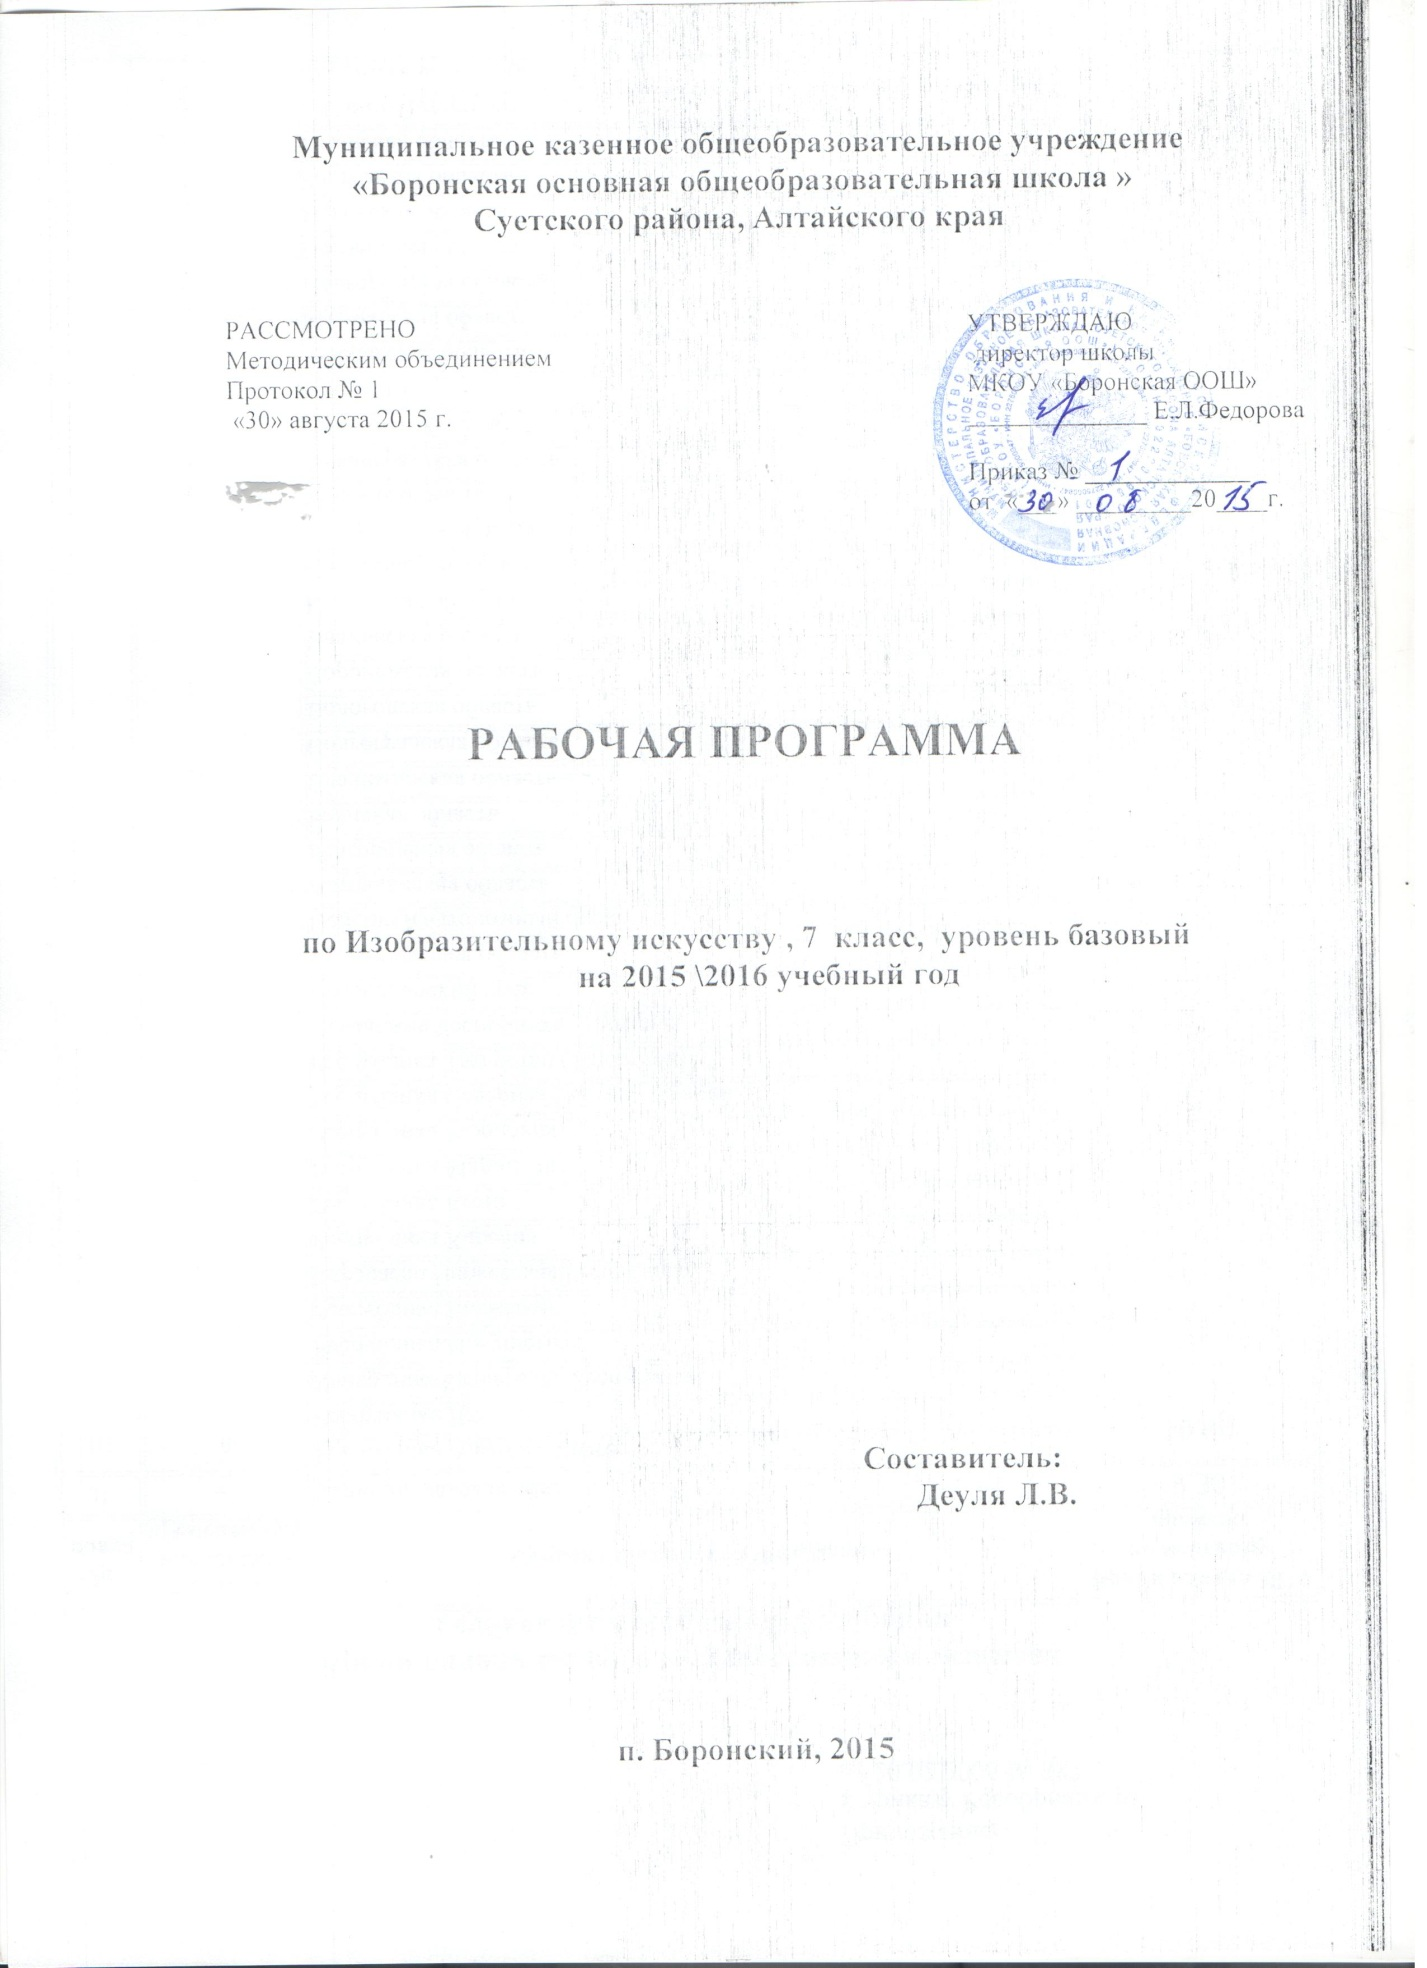 Муниципальное казенное общеобразовательное учреждение
«Боронская основная общеобразовательная школа »
Суетского района, Алтайского края
РАССМОТРЕНО
Методическим объединением
Протокол № 1
«30» августа 2015 г.
УТВЕРЖДАЮ
директор школы
МКОУ «Боронская ООШ»
Е.Л.Федорова
Приказ № 1
от «30» 08 2015 г.
РАБОЧАЯ ПРОГРАММА
по Изобразительному искусству , 7 класс, уровень базовый
на 2015 \2016 учебный год
Составитель:
Деуля Л.В.
п. Боронский, 2015